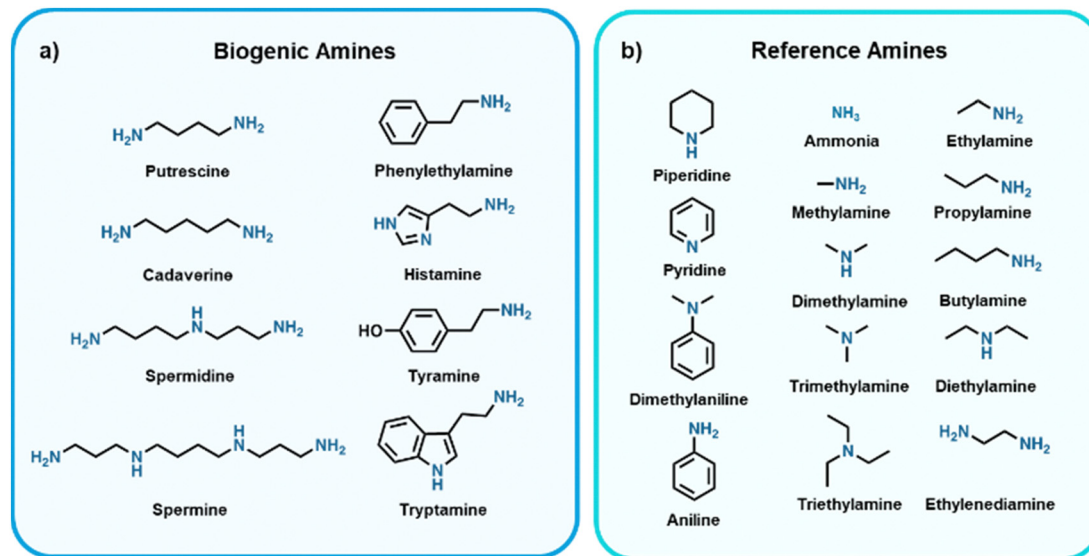 a) Biogenic Amines
H₂N NH₂
Putrescine
NH₂
Phenylethylamine
H₂N NH₂
Cadaverine
HN N NH₂
Histamine
H₂N H N NH₂
Spermidine
HO NH₂
Tyramine
H₂N N H H N NH₂
Spermine
NH₂ N H
Tryptamine
b) Reference Amines
N H
Piperidine
NH₃
Ammonia
NH₂
Ethylamine
NH₂
Methylamine
NH₂
Propylamine
N
Pyridine
N H
Dimethylamine
NH₂
Butylamine
N
Dimethylaniline
N
Trimethylamine
N H
Diethylamine
NH₂
Aniline
N
Triethylamine
H₂N NH₂
Ethylenediamine